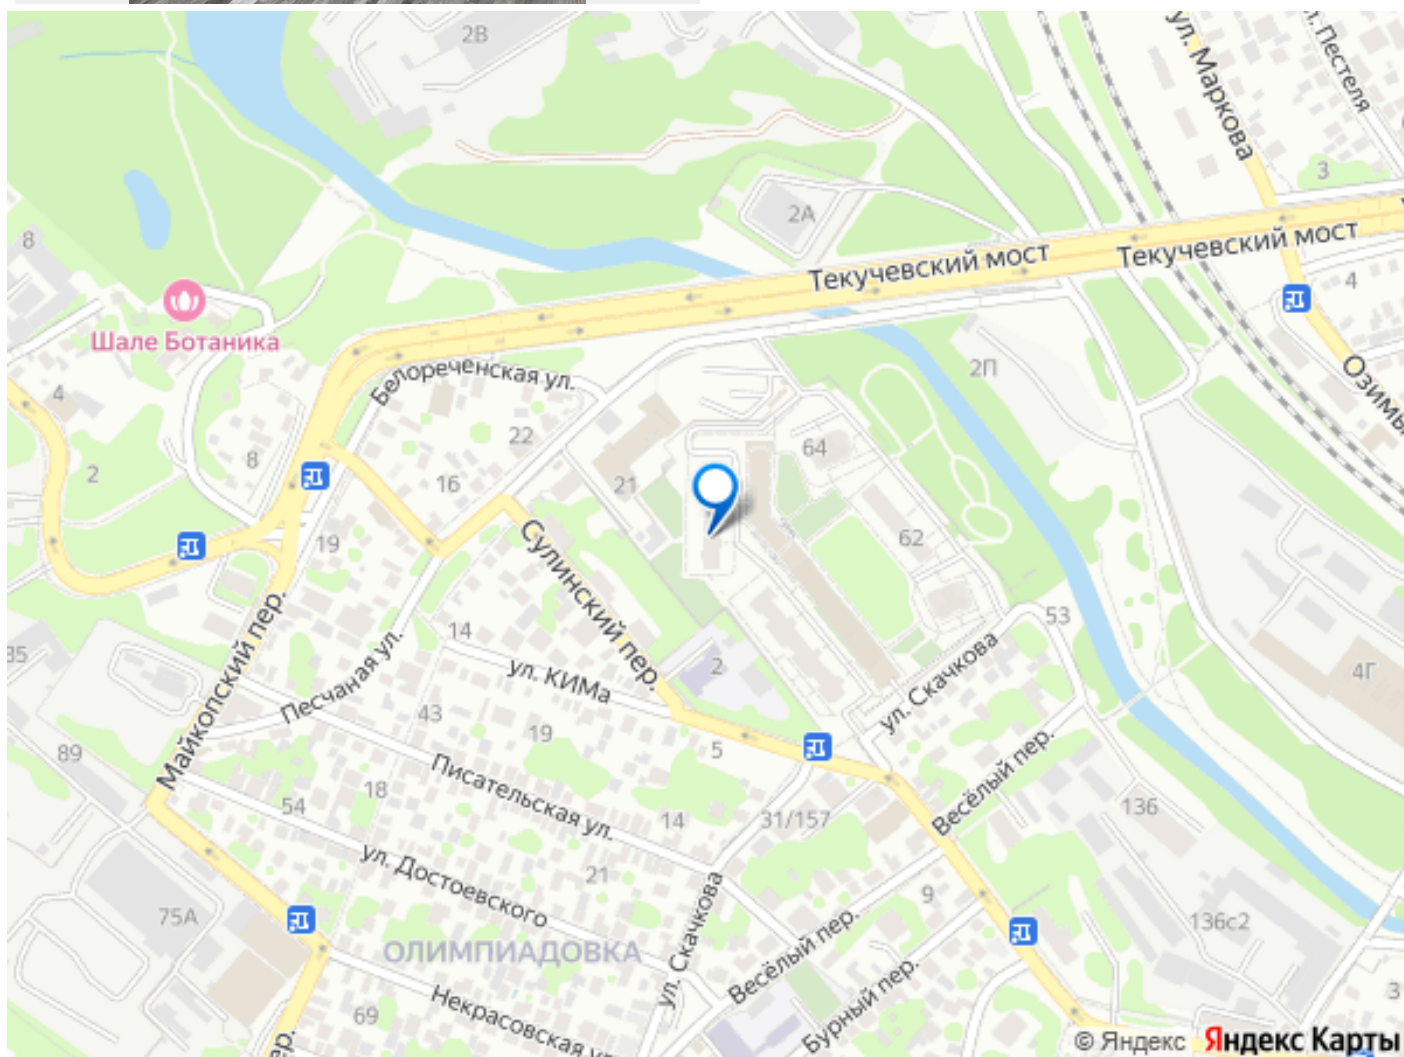 2В
ул. Маркова
л. Пестеля
3
2А
8
Текучевский мост
Текучевский мост
4
Шале Ботаника
Белореченская ул.
2П
Озимы
4
22
64
8
2
16
21
62
19
Сулинский пер.
53
35
14
Майкопский пер.
Песчаная ул.
ул. КИМа
2
ул. Скачкова
4Г
43
19
5
89
Весёлый пер.
18
Писательская ул.
54
14
31/157
136
ул. Достоевского
21
75А
ул. Скачкова
9
136с2
ОЛИМПИАДОВКА
Весёлый пер.
Некрасовская ул
Бурный пер.
3
69
пер.
© Яндекс Яндекс Карты